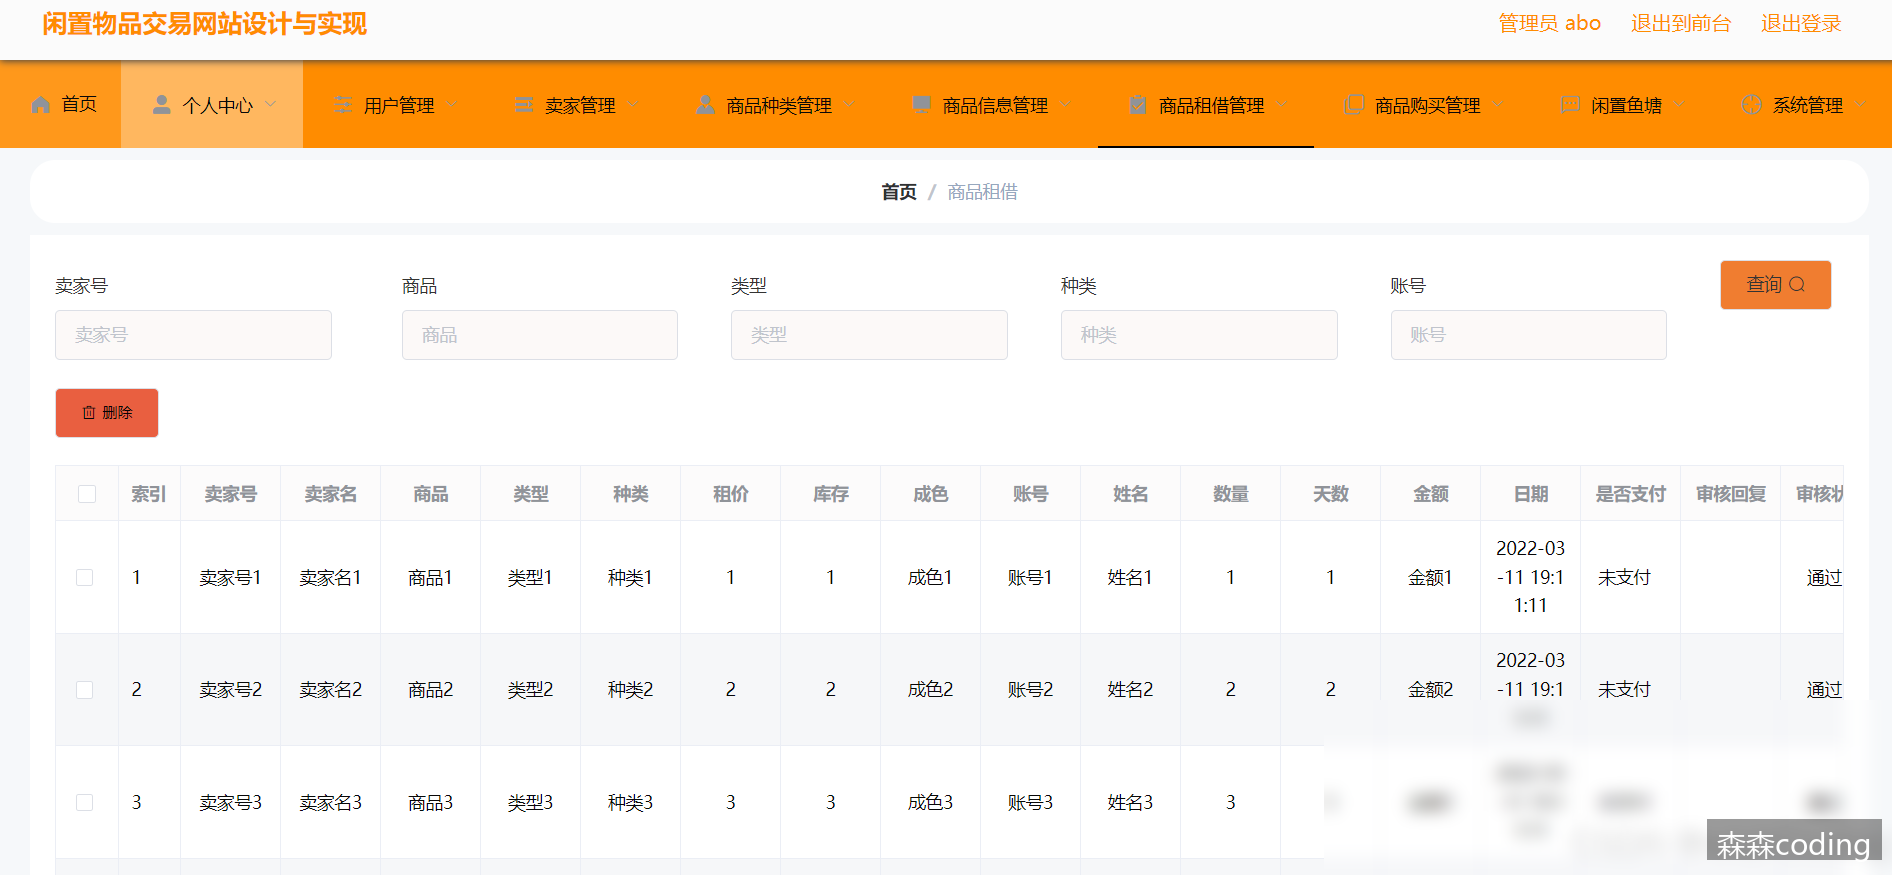 闲置物品交易网站设计与实现
管理员 abo 退出到前台 退出登录
首页 个人中心 用户管理 卖家管理 商品种类管理 商品信息管理 商品租借管理 商品购买管理 闲置鱼塘 系统管理
首页 / 商品租借
卖家号 商品 类型 种类 账号 查询
卖家号 商品 类型 种类 账号
删除
索引 卖家号 卖家名 商品 类型 种类 租价 库存 成色 账号 姓名 数量 天数 金额 日期 是否支付 审核回复 审核状
1 卖家号1 卖家名1 商品1 类型1 种类1 1 1 成色1 账号1 姓名1 1 1 金额1 2022-03-11 19:11:11 未支付 通过
2 卖家号2 卖家名2 商品2 类型2 种类2 2 2 成色2 账号2 姓名2 2 2 金额2 2022-03-11 19:1 未支付 通过
3 卖家号3 卖家名3 商品3 类型3 种类3 3 3 成色3 账号3 姓名3 3
森森coding